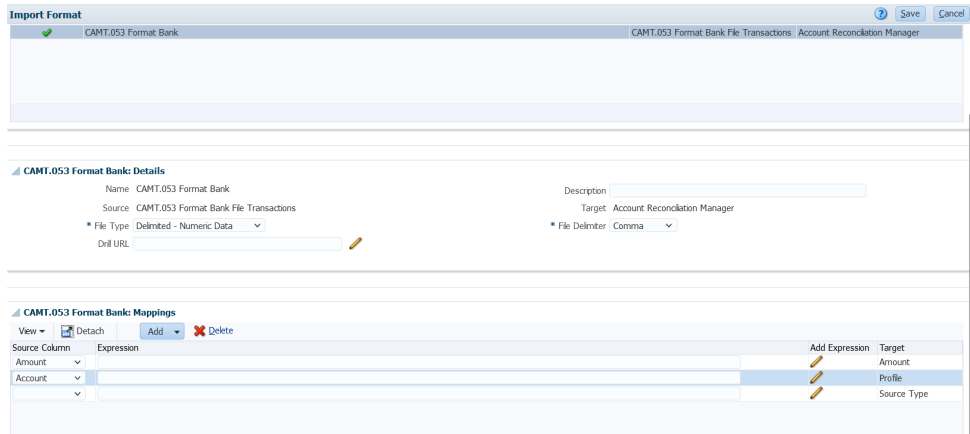 Import Format
Save Cancel
CAMT.053 Format Bank CAMT.053 Format Bank File Transactions Account Reconciliation Manager
CAMT.053 Format Bank: Details
Name CAMT.053 Format Bank Description
Source CAMT.053 Format Bank File Transactions Target Account Reconciliation Manager
* File Type Delimited - Numeric Data * File Delimiter Comma
Drill URL
CAMT.053 Format Bank: Mappings
View Detach Add Delete
Source Column Expression Add Expression Target
Amount Amount
Account Profile
Source Type